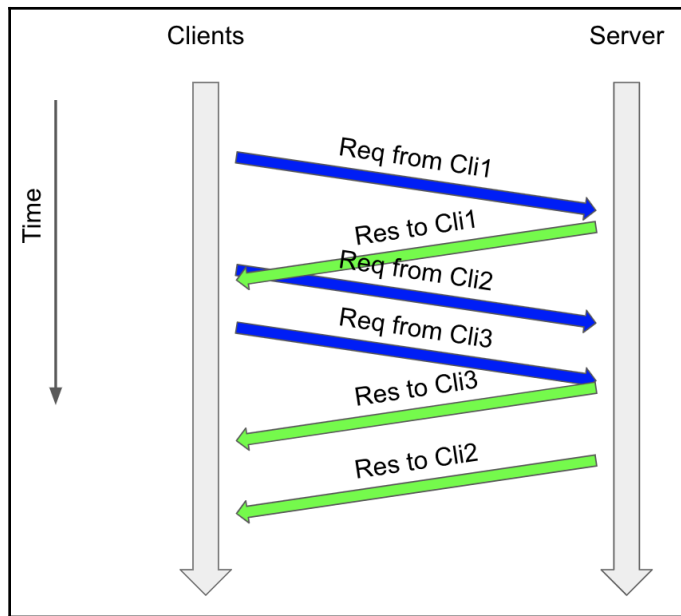 Clients
Server
Time
Req from Cli1
Res to Cli1
Req from Cli2
Req from Cli3
Res to Cli3
Res to Cli2